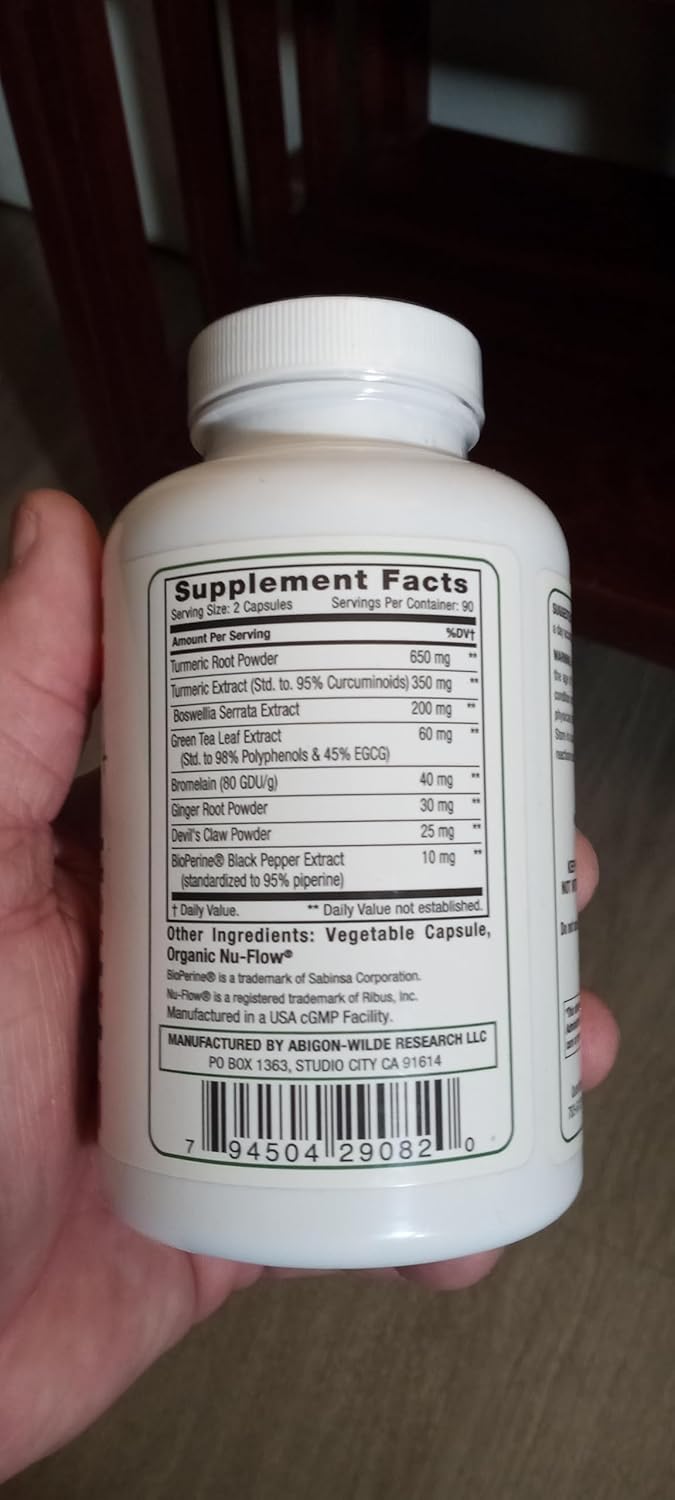 Supplement Facts
Serving Size: 2 Capsules Servings Per Container: 90
Amount Per Serving %DV†
Turmeric Root Powder 650 mg **
Turmeric Extract (Std. to. 95% Curcuminoids) 350 mg **
Boswellia Serrata Extract 200 mg **
Green Tea Leaf Extract 60 mg **
(Std. to 98% Polyphenols & 45% EGCG)
Bromelain (80 GDU/g) 40 mg **
Ginger Root Powder 30 mg **
Devil's Claw Powder 25 mg **
BioPerine® Black Pepper Extract 10 mg **
(standardized to 95% piperine)
† Daily Value. ** Daily Value not established.
Other Ingredients: Vegetable Capsule,
Organic Nu-Flow®
BioPerine® is a trademark of Sabinsa Corporation.
Nu-Flow® is a registered trademark of Ribus, Inc.
Manufactured in a USA cGMP Facility.
MANUFACTURED BY ABIGON-WILDE RESEARCH LLC
PO BOX 1363, STUDIO CITY CA 91614
7 94504 29082 0